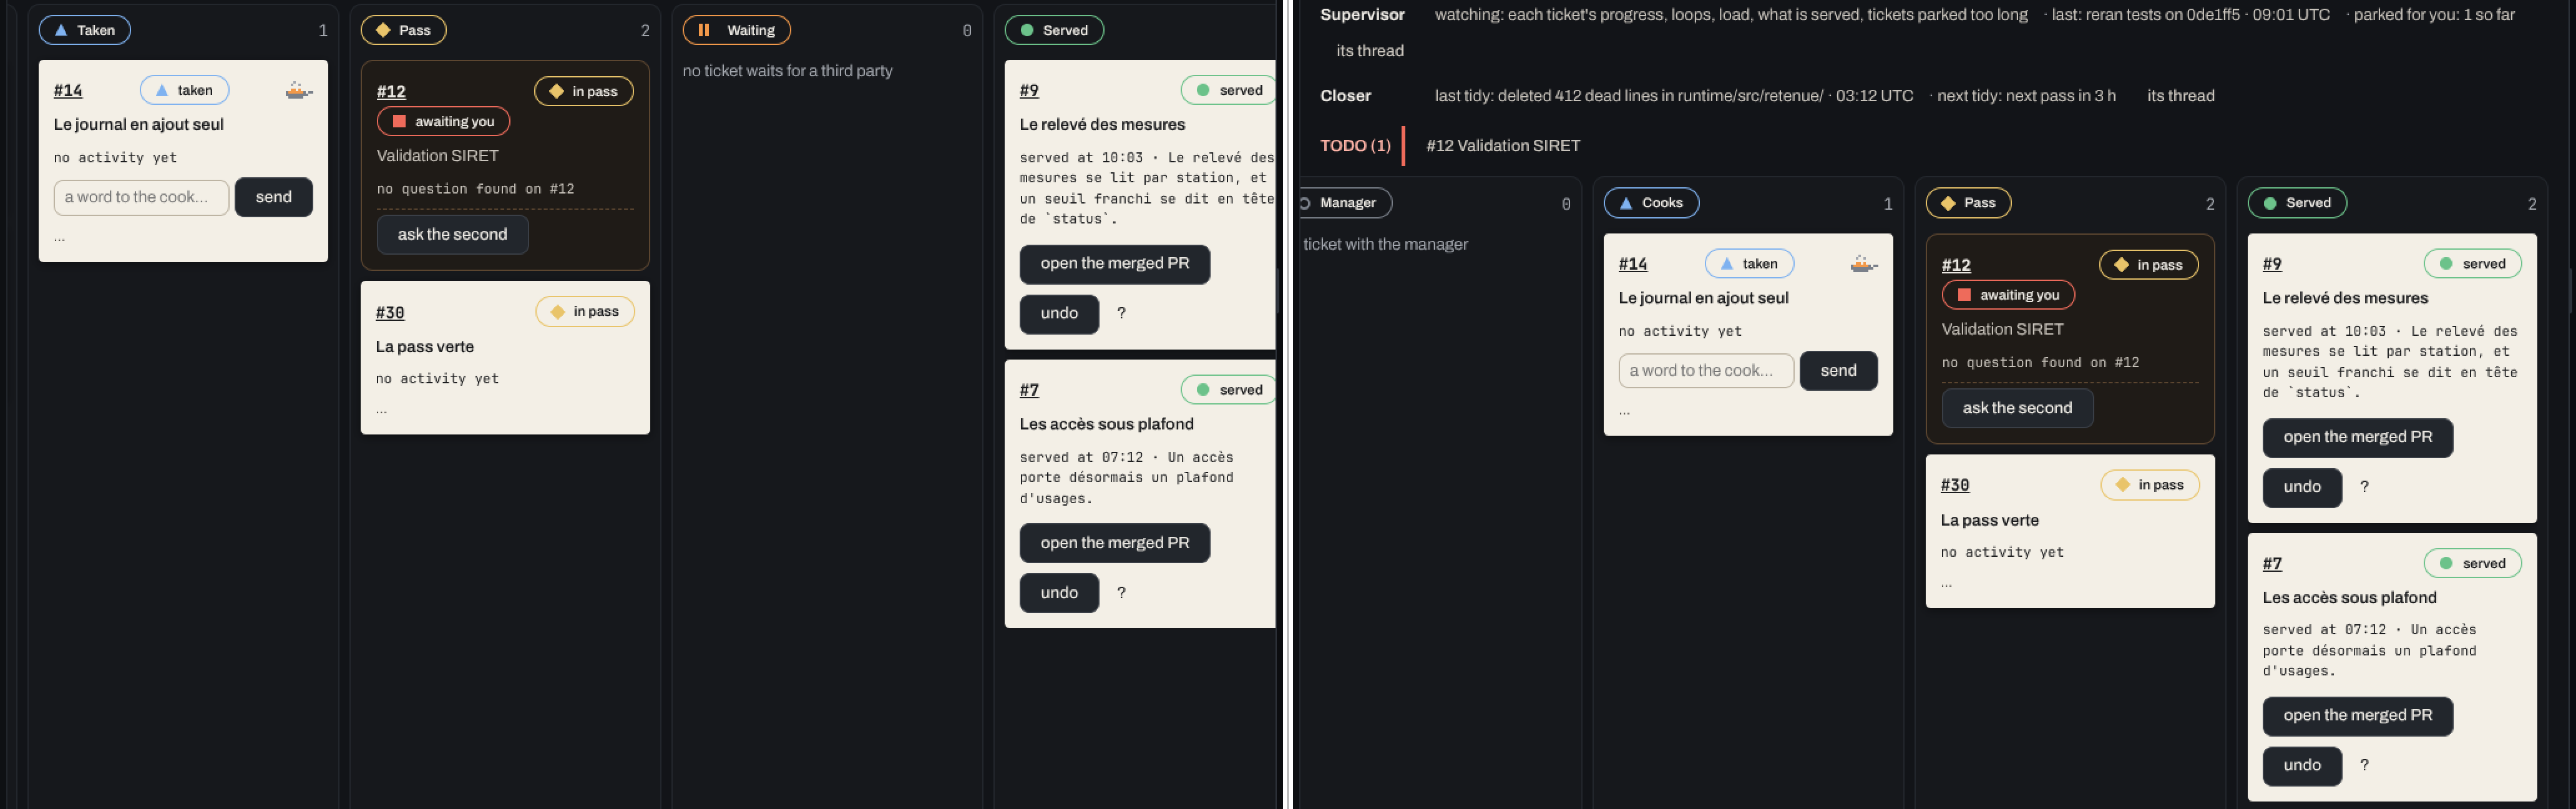 Taken 1
#14 taken
Le journal en ajout seul
no activity yet
a word to the cook... send
...
Pass 2
#12 in pass
awaiting you
Validation SIRET
no question found on #12
ask the second
#30 in pass
La pass verte
no activity yet
...
Waiting 0
no ticket waits for a third party
Served
#9 served
Le relevé des mesures
served at 10:03 · Le relevé des
mesures se lit par station, et
un seuil franchi se dit en tête
de `status`.
open the merged PR
undo ?
#7 served
Les accès sous plafond
served at 07:12 · Un accès
porte désormais un plafond
d'usages.
open the merged PR
undo ?
Supervisor watching: each ticket's progress, loops, load, what is served, tickets parked too long · last: reran tests on 0de1ff5 · 09:01 UTC · parked for you: 1 so far
its thread
Closer last tidy: deleted 412 dead lines in runtime/src/retenue/ · 03:12 UTC · next tidy: next pass in 3 h its thread
TODO (1) #12 Validation SIRET
Manager 0
ticket with the manager
Cooks 1
#14 taken
Le journal en ajout seul
no activity yet
a word to the cook... send
...
Pass 2
#12 in pass
awaiting you
Validation SIRET
no question found on #12
ask the second
#30 in pass
La pass verte
no activity yet
...
Served 2
#9 served
Le relevé des mesures
served at 10:03 · Le relevé des
mesures se lit par station, et
un seuil franchi se dit en tête
de `status`.
open the merged PR
undo ?
#7 served
Les accès sous plafond
served at 07:12 · Un accès
porte désormais un plafond
d'usages.
open the merged PR
undo ?